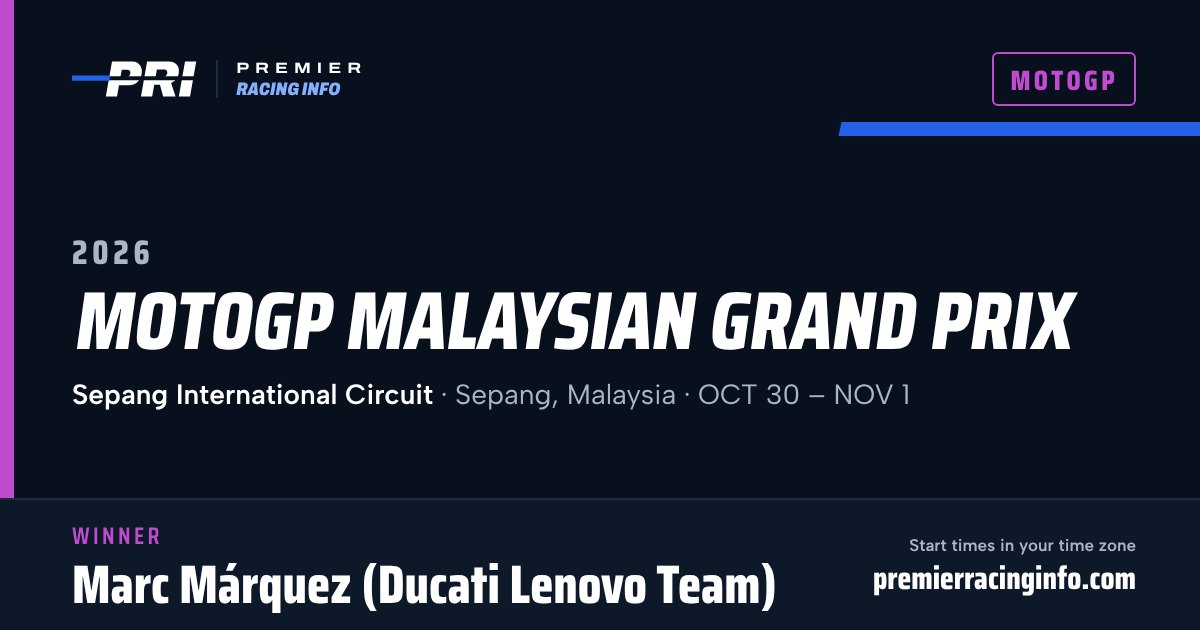 PRI
PREMIER
RACING INFO
MOTOGP
2026
MOTOGP MALAYSIAN GRAND PRIX
Sepang International Circuit · Sepang, Malaysia · OCT 30 – NOV 1
WINNER
Marc Márquez (Ducati Lenovo Team)
Start times in your time zone
premierracinginfo.com